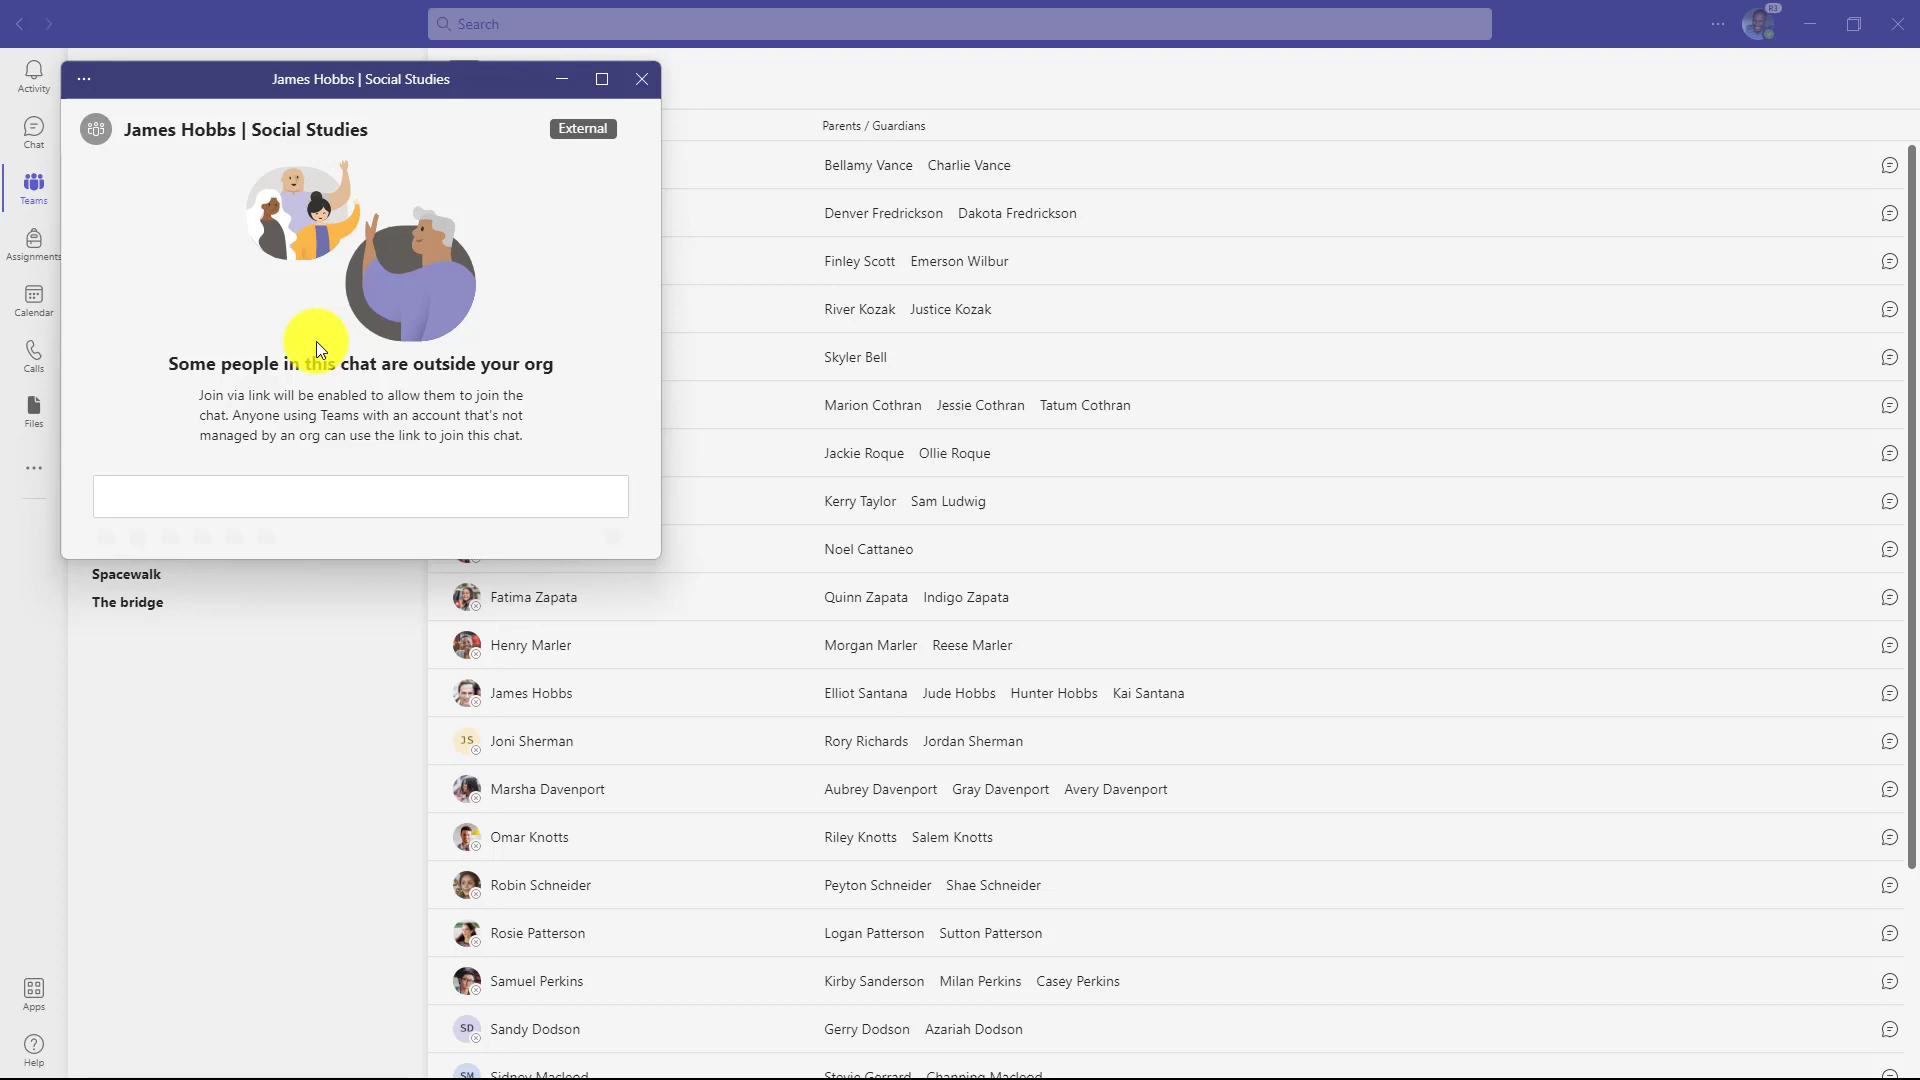 Search
R3
Activity
Chat
Teams
Assignments
Calendar
Calls
Files
Apps
Help
James Hobbs | Social Studies
James Hobbs | Social Studies
External
Some people in this chat are outside your org
Join via link will be enabled to allow them to join the
chat. Anyone using Teams with an account that's not
managed by an org can use the link to join this chat.
Spacewalk
The bridge
Parents / Guardians
Bellamy Vance Charlie Vance
Denver Fredrickson Dakota Fredrickson
Finley Scott Emerson Wilbur
River Kozak Justice Kozak
Skyler Bell
Marion Cothran Jessie Cothran Tatum Cothran
Jackie Roque Ollie Roque
Kerry Taylor Sam Ludwig
Noel Cattaneo
Fatima Zapata Quinn Zapata Indigo Zapata
Henry Marler Morgan Marler Reese Marler
James Hobbs Elliot Santana Jude Hobbs Hunter Hobbs Kai Santana
JS Joni Sherman Rory Richards Jordan Sherman
Marsha Davenport Aubrey Davenport Gray Davenport Avery Davenport
Omar Knotts Riley Knotts Salem Knotts
Robin Schneider Peyton Schneider Shae Schneider
Rosie Patterson Logan Patterson Sutton Patterson
Samuel Perkins Kirby Sanderson Milan Perkins Casey Perkins
SD Sandy Dodson Gerry Dodson Azariah Dodson
SM Sidney Macleod Stevie Gerrard Channing Macleod